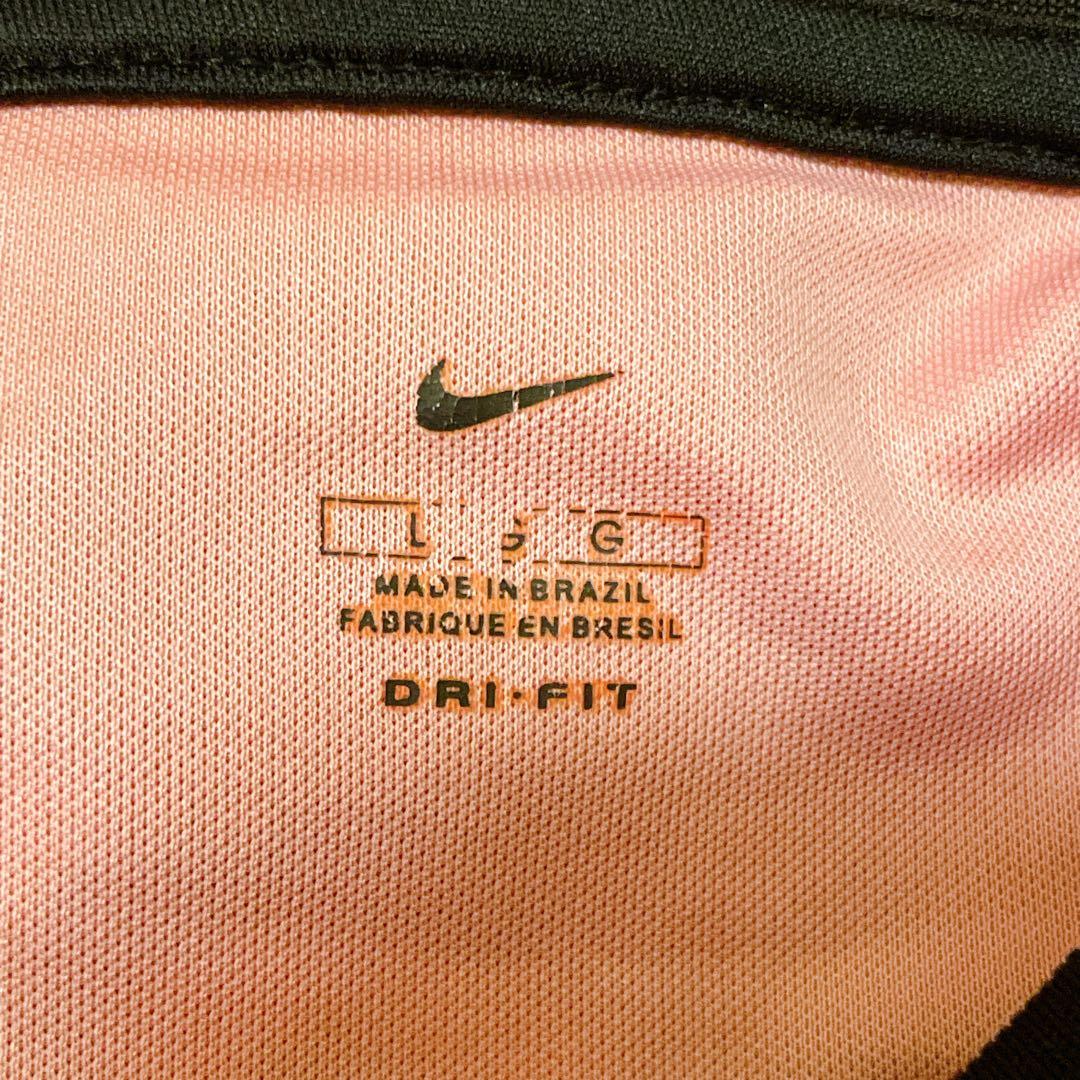 L G G
MADE IN BRAZIL
FABRIQUE EN BRESIL
DRI-FIT